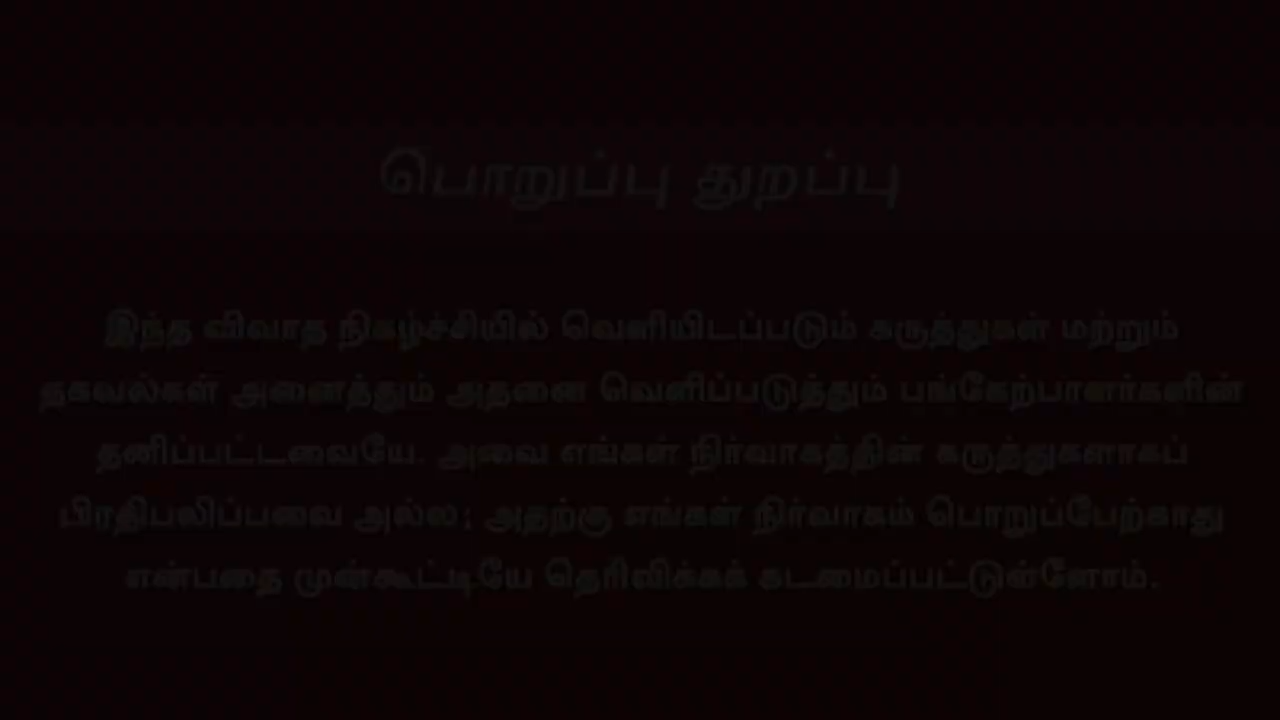 பொறுப்பு துறப்பு
இந்த விவாத நிகழ்ச்சியில் வெளியிடப்படும் கருத்துகள் மற்றும்
தகவல்கள் அனைத்தும் அதனை வெளிப்படுத்தும் பங்கேற்பாளர்களின்
தனிப்பட்டவையே. அவை எங்கள் நிர்வாகத்தின் கருத்துகளாகப்
பிரதிபலிப்பவை அல்ல; அதற்கு எங்கள் நிர்வாகம் பொறுப்பேற்காது
என்பதை முன்கூட்டியே தெரிவிக்கக் கடமைப்பட்டுள்ளோம்.